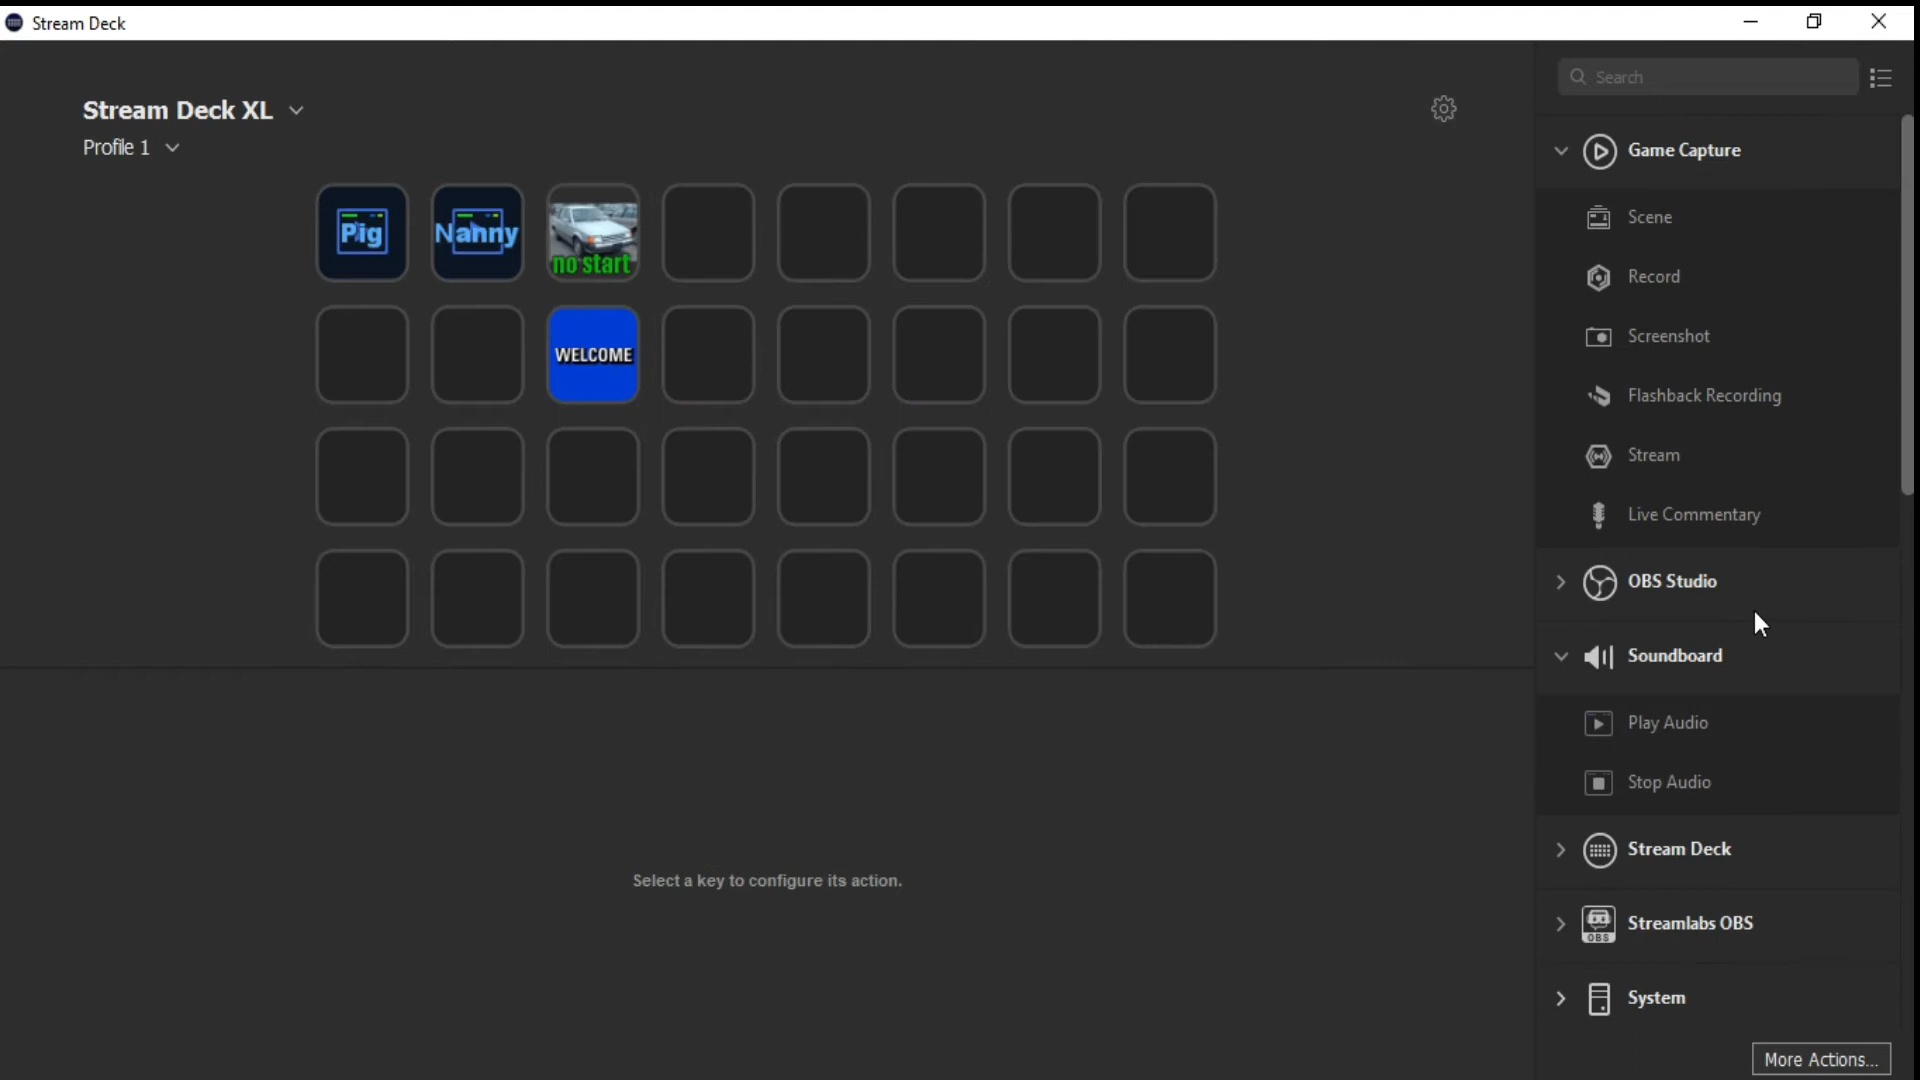 Stream Deck
Stream Deck XL
Profile 1
Pig
Nanny
no start
WELCOME
Select a key to configure its action.
Search
Game Capture
Scene
Record
Screenshot
Flashback Recording
Stream
Live Commentary
OBS Studio
Soundboard
Play Audio
Stop Audio
Stream Deck
OBS
Streamlabs OBS
System
More Actions...